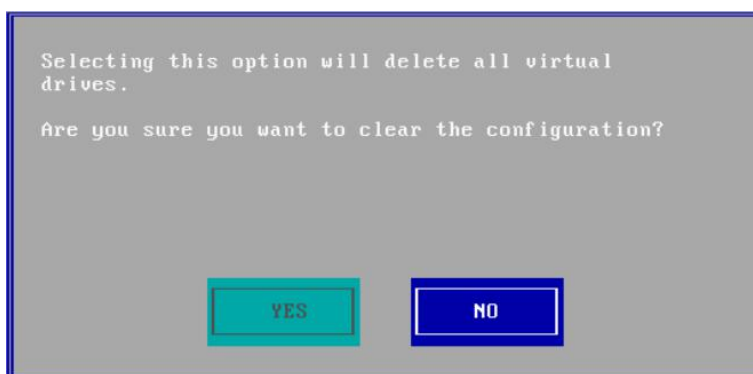 Selecting this option will delete all virtual
drives.
Are you sure you want to clear the configuration?
YES
NO